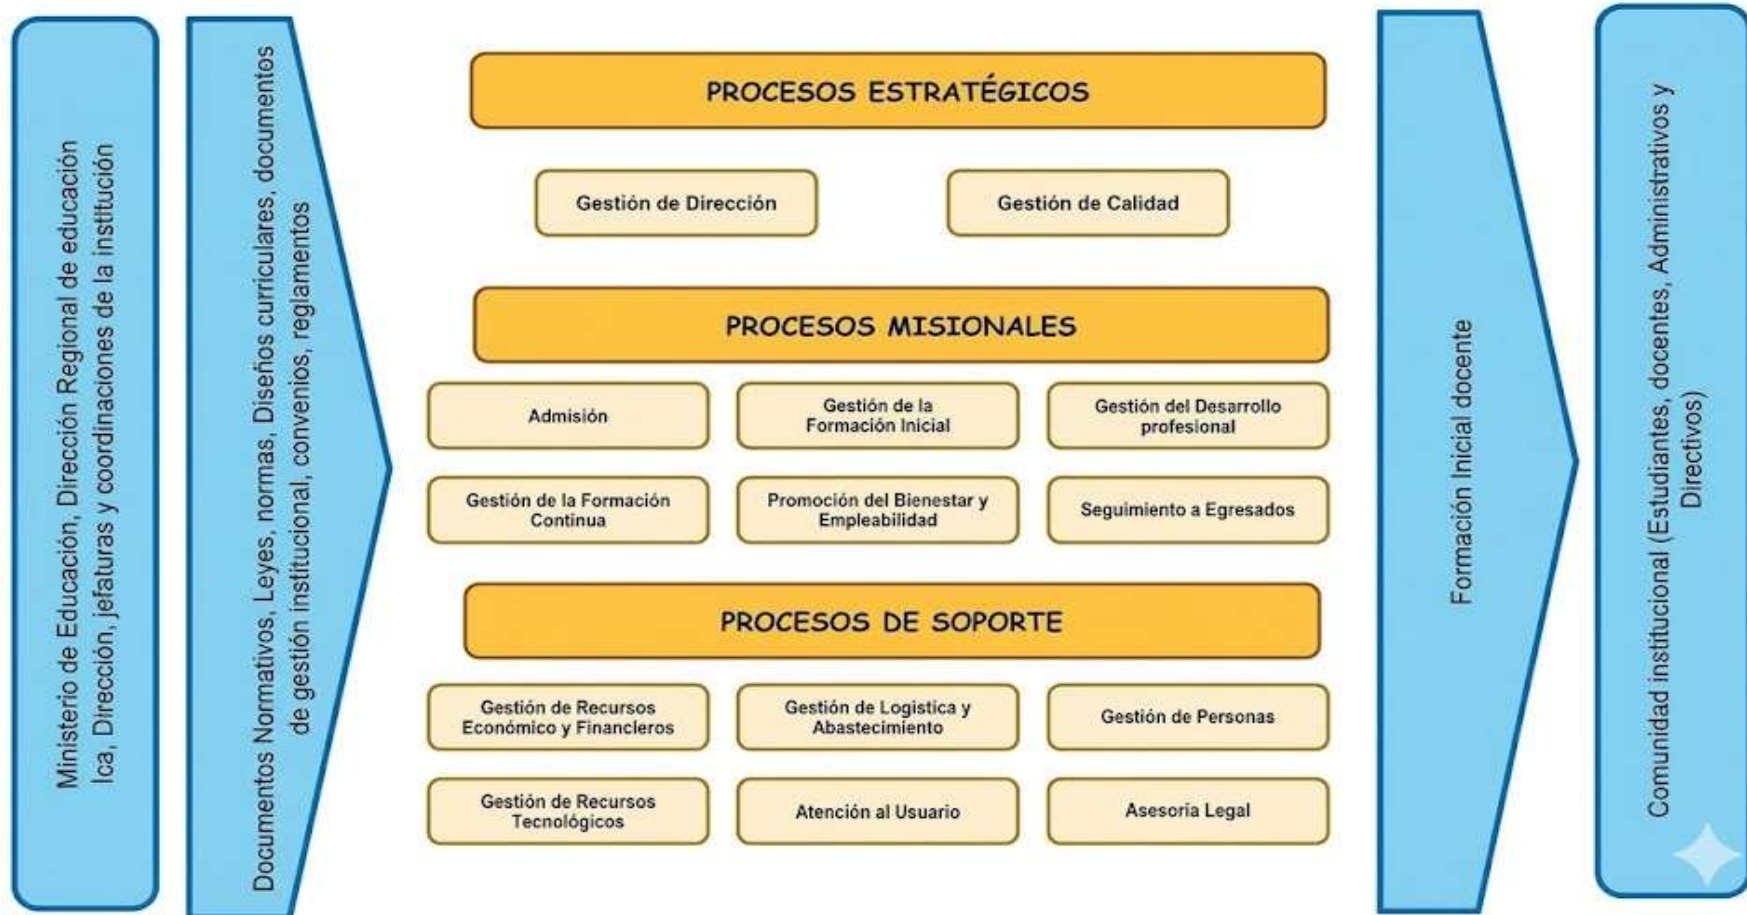 Ministerio de Educación, Dirección Regional de educación
Ica, Dirección, jefaturas y coordinaciones de la institución
Documentos Normativos, Leyes, normas, Diseños curriculares, documentos
de gestión institucional, convenios, reglamentos
PROCESOS ESTRATÉGICOS
Gestión de Dirección
Gestión de Calidad
PROCESOS MISIONALES
Admisión
Gestión de la
Formación Inicial
Gestión del Desarrollo
profesional
Gestión de la Formación
Continua
Promoción del Bienestar y
Empleabilidad
Seguimiento a Egresados
PROCESOS DE SOPORTE
Gestión de Recursos
Económico y Financleros
Gestión de Logistica y
Abastecimiento
Gestión de Personas
Gestión de Recursos
Tecnológicos
Atención al Usuario
Asesoria Legal
Formación Inicial docente
Comunidad institucional (Estudiantes, docentes, Administrativos y
Directivos)